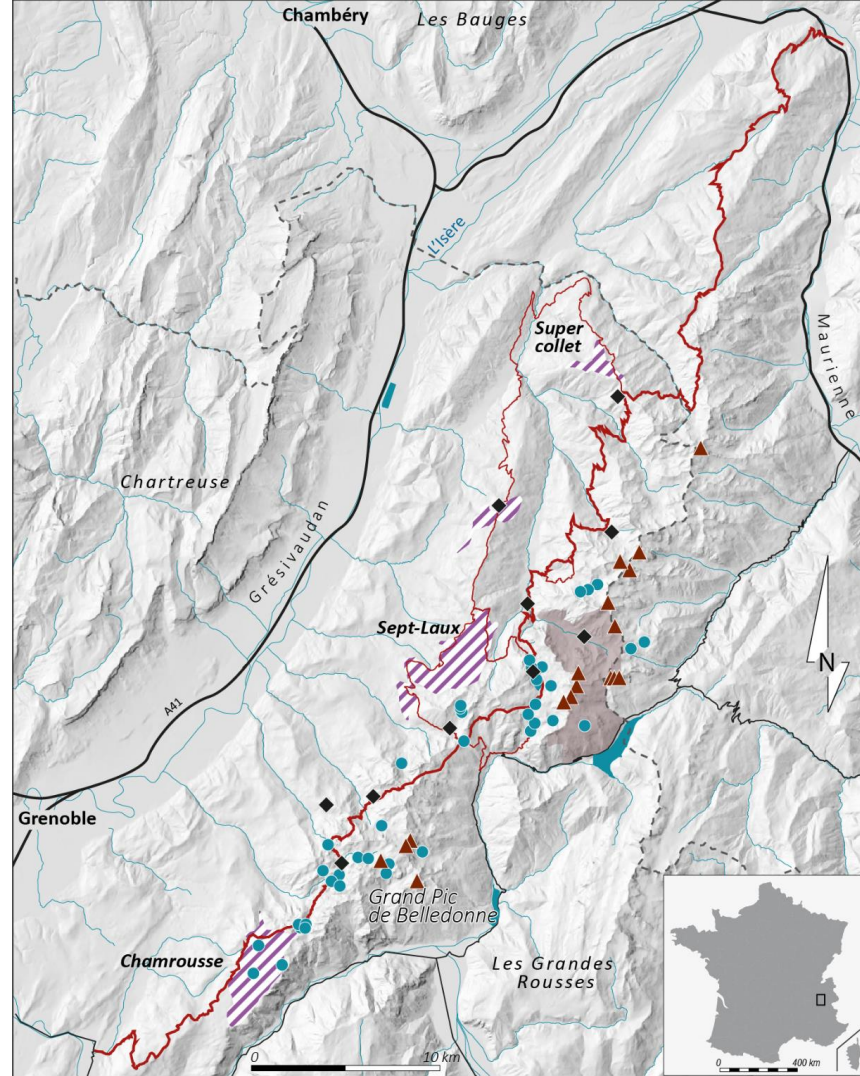 Chambéry
Les Bauges
L'Isère
Super
collet
Maurienne
Chartreuse
Grésivaudan
Sept-Laux
N
A41
Grenoble
Grand Pic
de Belledonne
Chamrousse
Les Grandes
Rousses
0 10 km
0 400 km